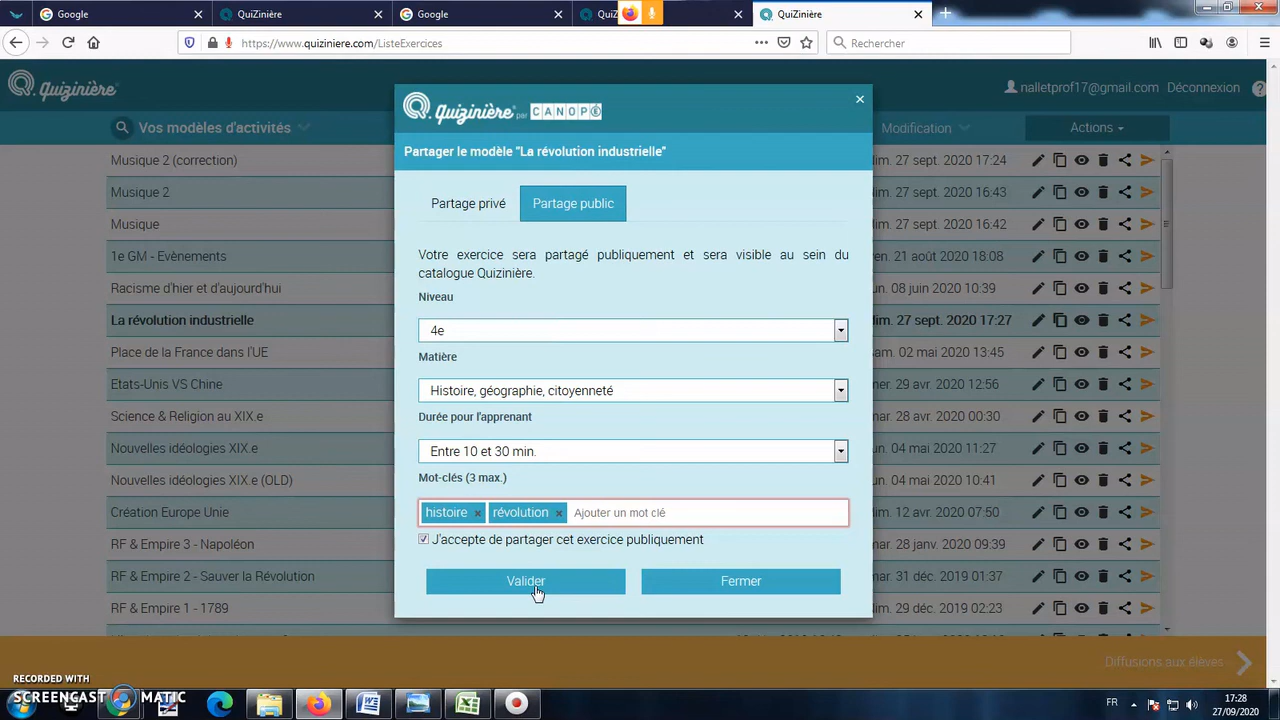 Google
QuiZinière
Google
Qui
QuiZinière
https://www.quiziniere.com/ListeExercices
Rechercher
Quizinière
nalletprof17@gmail.com Déconnexion
Vos modèles d'activités
Modification
Actions
Quizinière par CANOPÉ
Partager le modèle "La révolution industrielle"
Partage privé
Partage public
Votre exercice sera partagé publiquement et sera visible au sein du
catalogue Quizinière.
Niveau
4e
Matière
Histoire, géographie, citoyenneté
Durée pour l'apprenant
Entre 10 et 30 min.
Mot-clés (3 max.)
histoire × révolution × Ajouter un mot clé
J'accepte de partager cet exercice publiquement
Valider
Fermer
Musique 2 (correction)
dim. 27 sept. 2020 17:24
Musique 2
dim. 27 sept. 2020 16:43
Musique
dim. 27 sept. 2020 16:42
1e GM - Evènements
ven. 21 août 2020 18:08
Racisme d'hier et d'aujourd'hui
lun. 08 juin 2020 10:39
La révolution industrielle
dim. 27 sept. 2020 17:27
Place de la France dans l'UE
sam. 02 mai 2020 13:45
Etats-Unis VS Chine
mer. 29 avr. 2020 12:56
Science & Religion au XIX.e
mar. 28 avr. 2020 00:30
Nouvelles idéologies XIX.e
lun. 04 mai 2020 11:27
Nouvelles idéologies XIX.e (OLD)
lun. 04 mai 2020 10:41
Création Europe Unie
dim. 12 avr. 2020 07:50
RF & Empire 3 - Napoléon
mar. 28 janv. 2020 09:39
RF & Empire 2 - Sauver la Révolution
mar. 31 déc. 2019 01:37
RF & Empire 1 - 1789
dim. 29 déc. 2019 02:23
Diffusions aux élèves
RECORDED WITH
SCREENCAST MATIC
FR
17:28
27/09/2020